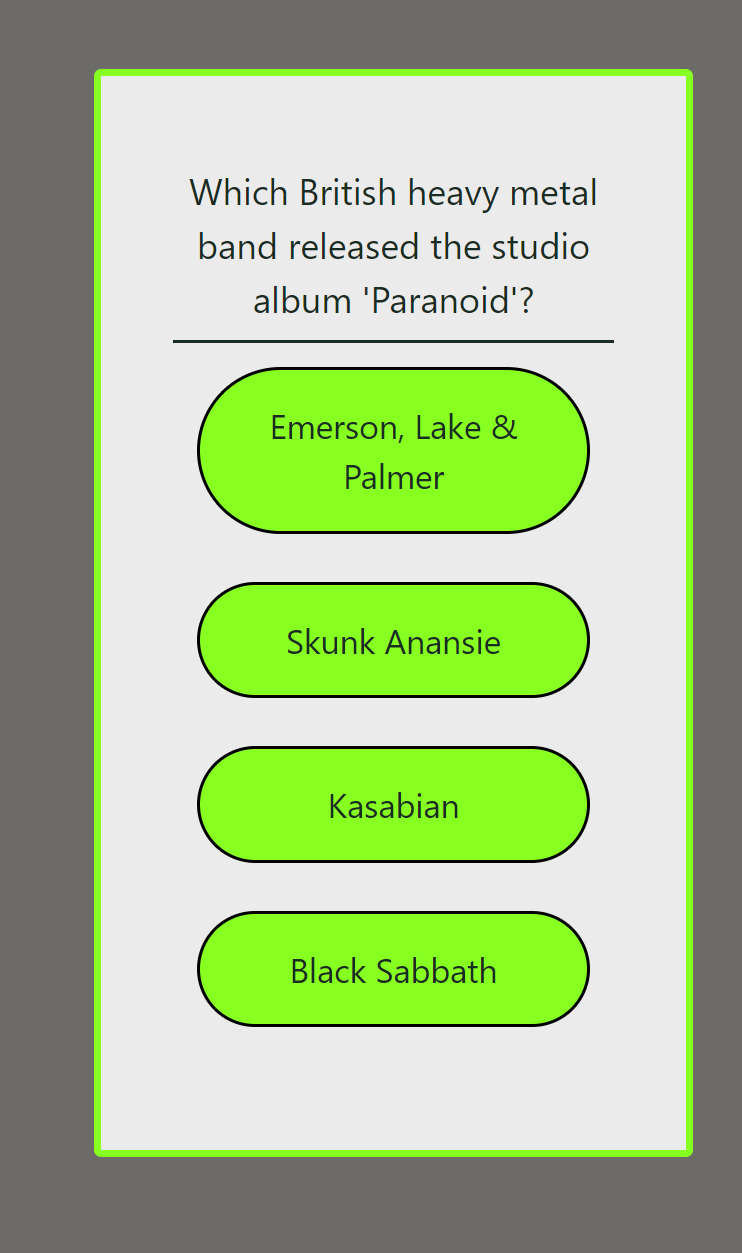 Which British heavy metal
band released the studio
album 'Paranoid'?
Emerson, Lake &
Palmer
Skunk Anansie
Kasabian
Black Sabbath